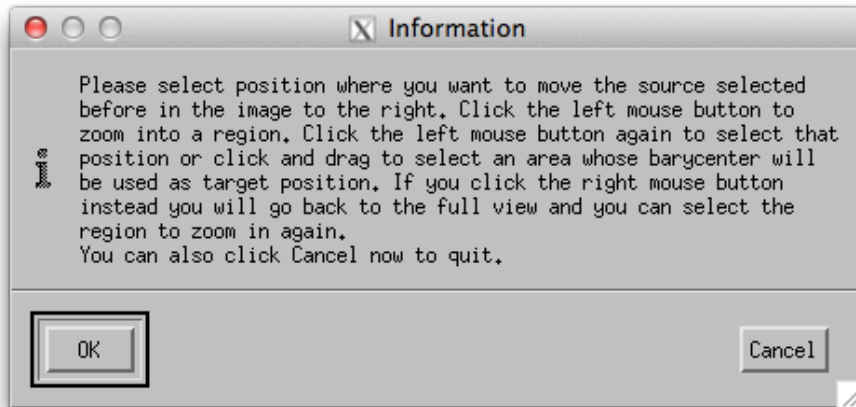 Information
Please select position where you want to move the source selected
before in the image to the right. Click the left mouse button to
zoom into a region. Click the left mouse button again to select that
position or click and drag to select an area whose barycenter will
be used as target position. If you click the right mouse button
instead you will go back to the full view and you can select the
region to zoom in again.
You can also click Cancel now to quit.
OK
Cancel